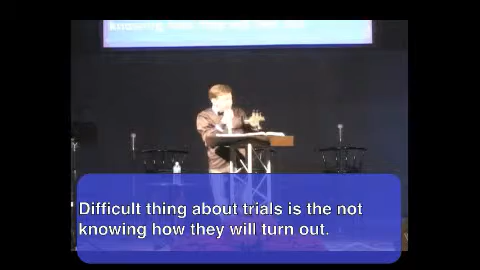 Difficult thing about trials is the not
knowing how they will turn out.